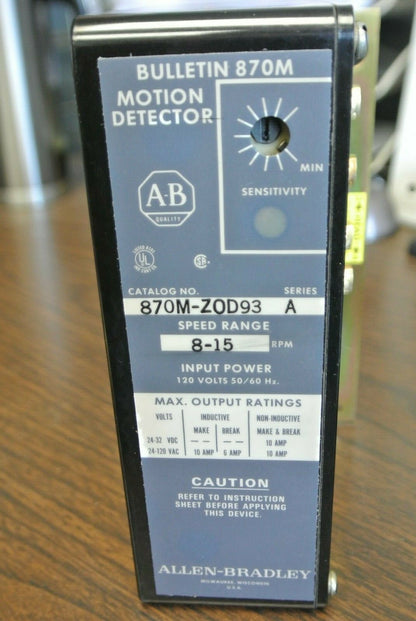 BULLETIN 870M
MOTION
DETECTOR
MIN
SENSITIVITY
A-B
QUALITY
UL
CATALOG NO. SERIES
870M-ZOD93 A
SPEED RANGE
8-15 RPM
INPUT POWER
120 VOLTS 50/60 Hz.
MAX. OUTPUT RATINGS
VOLTS INDUCTIVE NON-INDUCTIVE
MAKE BREAK MAKE & BREAK
24-32 VDC -- -- 10 AMP
24-120 VAC 10 AMP 6 AMP 10 AMP
CAUTION
REFER TO INSTRUCTION
SHEET BEFORE APPLYING
THIS DEVICE.
ALLEN-BRADLEY
MILWAUKEE, WISCONSIN
U.S.A.